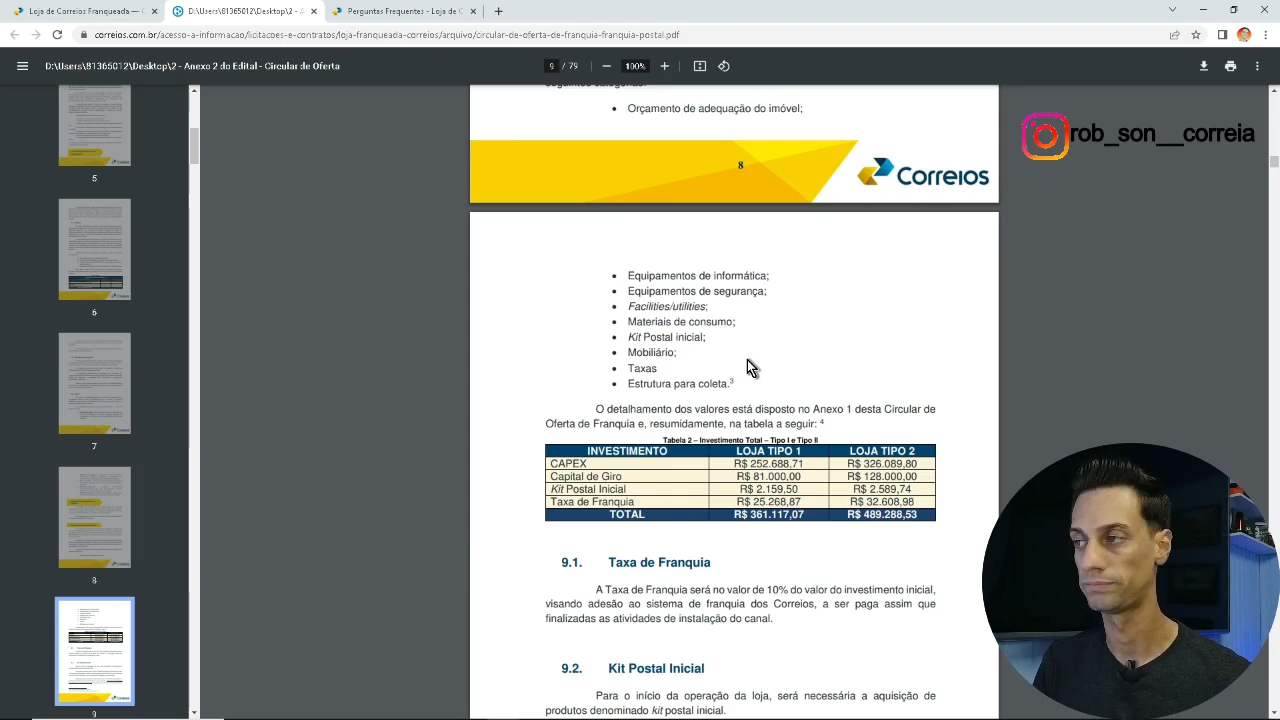 Loja de Correios Franqueada — C
D:\Users\81365012\Desktop\2 - A
Perguntas Frequentes - Loja de C
correios.com.br/acesso-a-informacao/licitacoes-e-contratos/loja-franqueada-correios/arquivo/circular-de-oferta-de-franquia-franquia-postal.pdf
D:\Users\81365012\Desktop\2 - Anexo 2 do Edital - Circular de Oferta
9 / 79
100%
• Orçamento de adequação do imóvel;
rob_son__correia
8
Correios
5
6
7
8
9
• Equipamentos de informática;
• Equipamentos de segurança;
• Facilities/utilities;
• Materiais de consumo;
• Kit Postal inicial;
• Mobiliário;
• Taxas
• Estrutura para coleta.3
O detalhamento dos valores está disposto no Anexo 1 desta Circular de
Oferta de Franquia e, resumidamente, na tabela a seguir: 4
Tabela 2 – Investimento Total – Tipo I e Tipo II
INVESTIMENTO LOJA TIPO 1 LOJA TIPO 2
CAPEX R$ 252.688,71 R$ 326.089,80
Capital de Giro R$ 81.000,00 R$ 128.000,00
Kit Postal Inicial R$ 2.159,50 R$ 2.589,74
Taxa de Franquia R$ 25.268,87 R$ 32.608,98
TOTAL R$ 361.117,07 R$ 489.288,53
9.1. Taxa de Franquia
A Taxa de Franquia será no valor de 10% do valor do investimento inicial,
visando adesão ao sistema de franquia dos Correios, a ser paga assim que
finalizadas as atividades de instalação do canal.
9.2. Kit Postal Inicial
Para o início da operação da loja, será necessária a aquisição de
produtos denominado kit postal inicial.